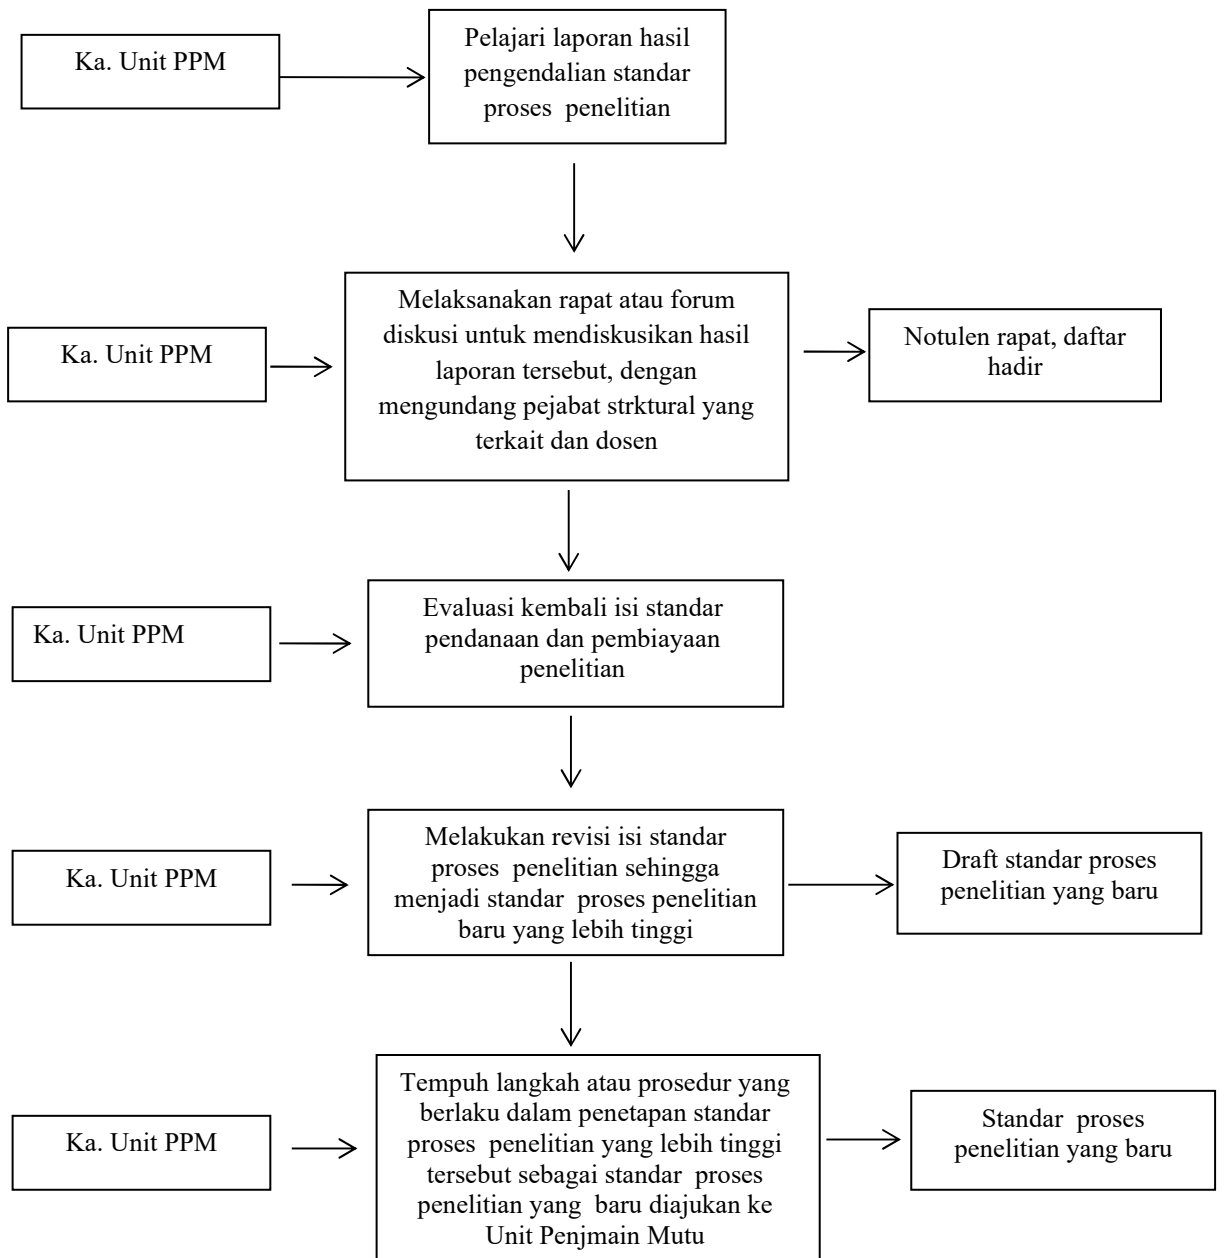 Ka. Unit PPM
Pelajari laporan hasil
pengendalian standar
proses penelitian
Ka. Unit PPM
Melaksanakan rapat atau forum
diskusi untuk mendiskusikan hasil
laporan tersebut, dengan
mengundang pejabat strktural yang
terkait dan dosen
Notulen rapat, daftar
hadir
Ka. Unit PPM
Evaluasi kembali isi standar
pendanaan dan pembiayaan
penelitian
Ka. Unit PPM
Melakukan revisi isi standar
proses penelitian sehingga
menjadi standar proses penelitian
baru yang lebih tinggi
Draft standar proses
penelitian yang baru
Ka. Unit PPM
Tempuh langkah atau prosedur yang
berlaku dalam penetapan standar
proses penelitian yang lebih tinggi
tersebut sebagai standar proses
penelitian yang baru diajukan ke
Unit Penjmain Mutu
Standar proses
penelitian yang baru